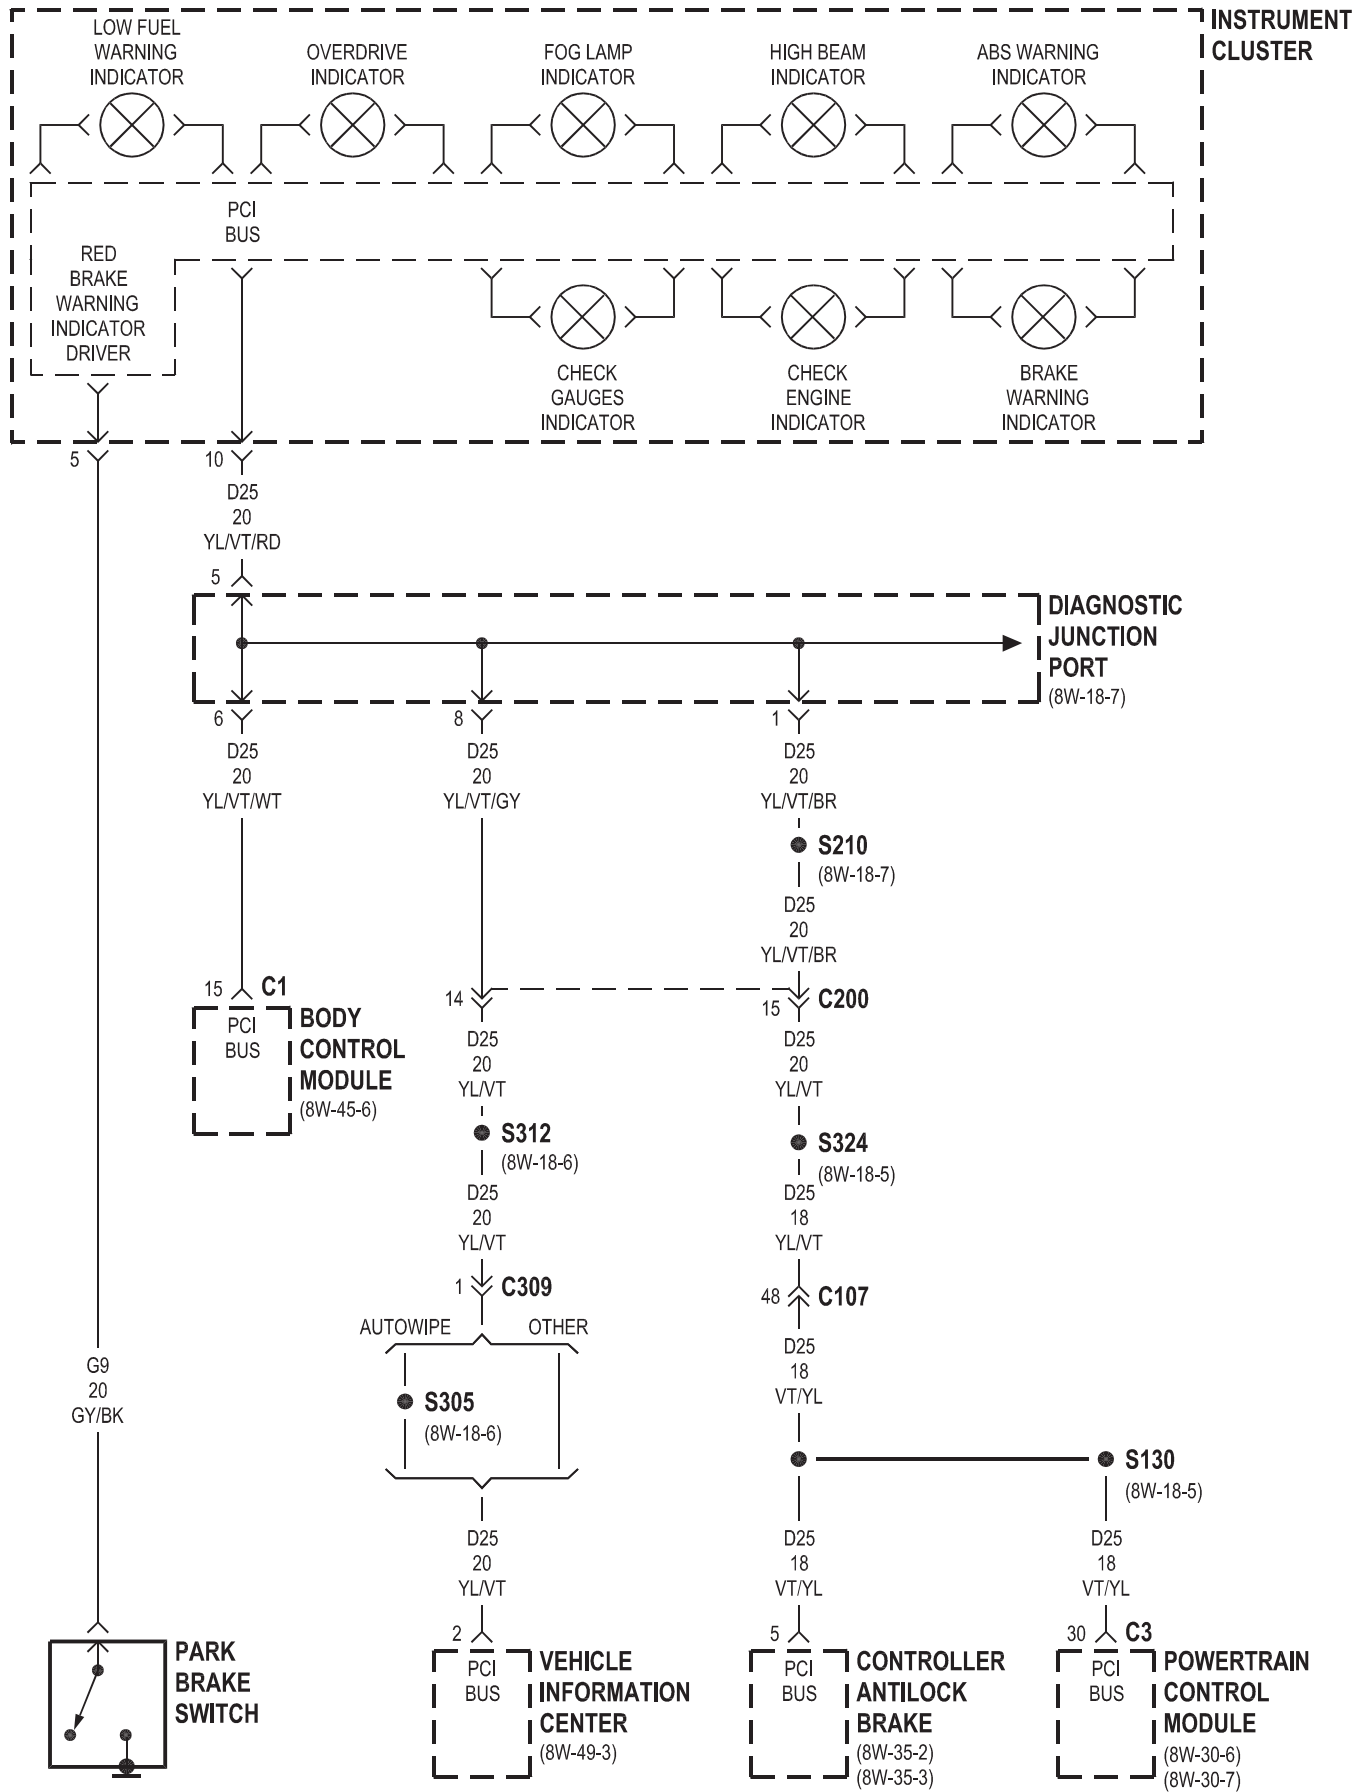 INSTRUMENT
CLUSTER
LOW FUEL
WARNING
INDICATOR
OVERDRIVE
INDICATOR
FOG LAMP
INDICATOR
HIGH BEAM
INDICATOR
ABS WARNING
INDICATOR
PCI
BUS
RED
BRAKE
WARNING
INDICATOR
DRIVER
CHECK
GAUGES
INDICATOR
CHECK
ENGINE
INDICATOR
BRAKE
WARNING
INDICATOR
5
10
D25
20
YL/VT/RD
5
DIAGNOSTIC
JUNCTION
PORT
(8W-18-7)
6
D25
20
YL/VT/WT
8
D25
20
YL/VT/GY
1
D25
20
YL/VT/BR
S210
(8W-18-7)
D25
20
YL/VT/BR
15
C1
PCI
BUS
BODY
CONTROL
MODULE
(8W-45-6)
14
15
C200
D25
20
YL/VT
D25
20
YL/VT
S312
(8W-18-6)
S324
(8W-18-5)
D25
20
YL/VT
D25
18
YL/VT
1
C309
48
C107
AUTOWIPE
OTHER
D25
18
VT/YL
G9
20
GY/BK
S305
(8W-18-6)
S130
(8W-18-5)
D25
20
YL/VT
D25
18
VT/YL
D25
18
VT/YL
2
5
30
C3
PARK
BRAKE
SWITCH
PCI
BUS
VEHICLE
INFORMATION
CENTER
(8W-49-3)
PCI
BUS
CONTROLLER
ANTILOCK
BRAKE
(8W-35-2)
(8W-35-3)
PCI
BUS
POWERTRAIN
CONTROL
MODULE
(8W-30-6)
(8W-30-7)